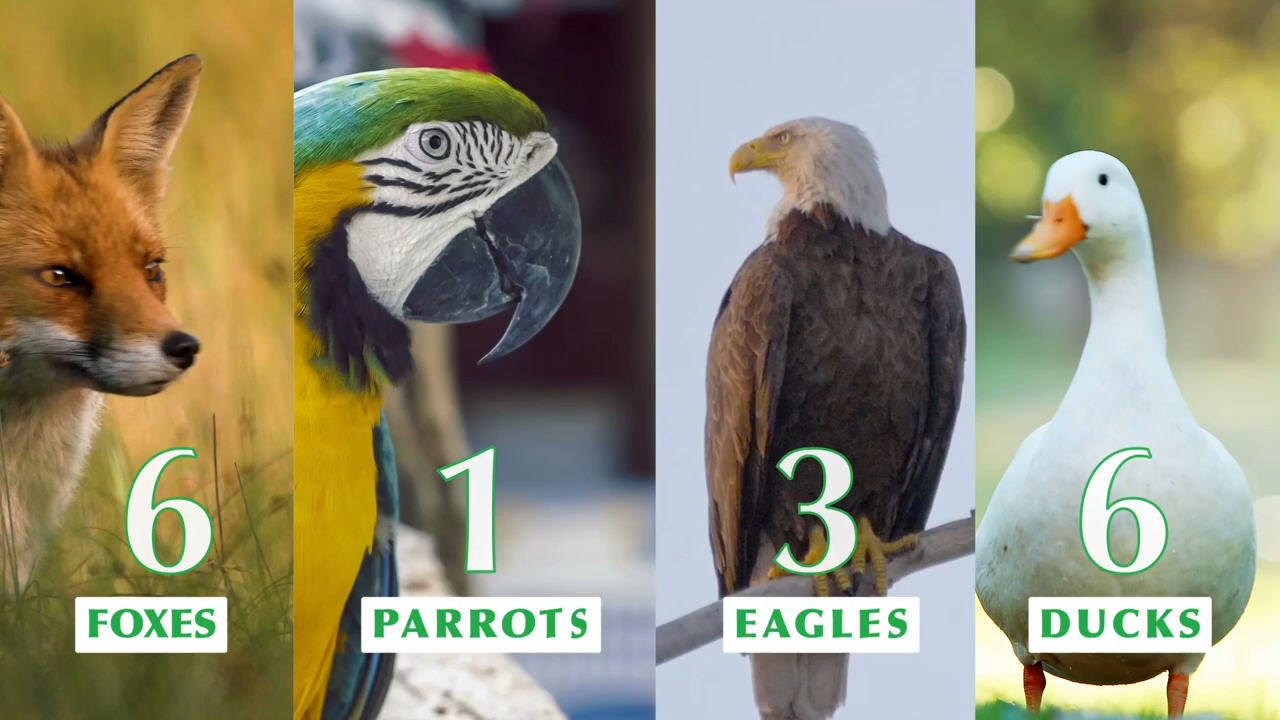 6
FOXES
1
PARROTS
3
EAGLES
6
DUCKS